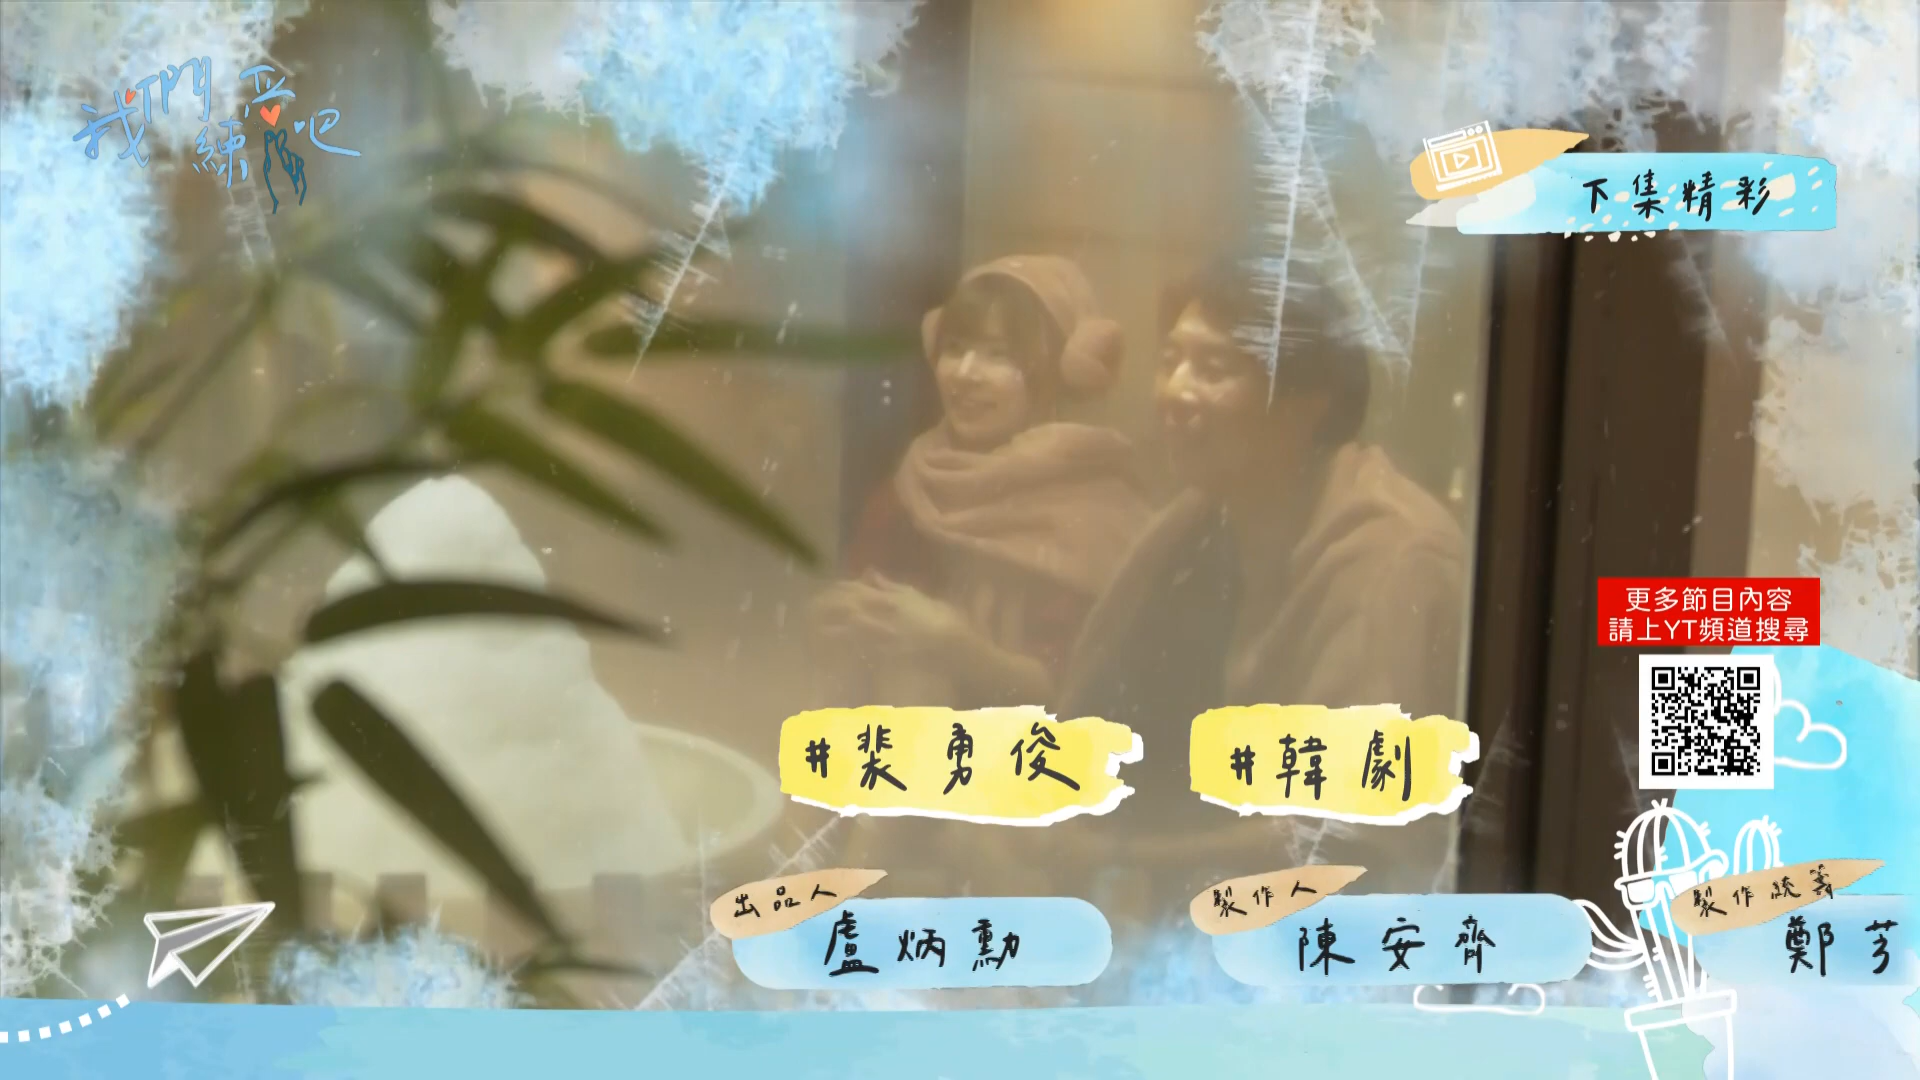 我們練愛吧
下集精彩
更多節目內容
請上YT頻道搜尋
#裴勇俊
#韓劇
出品人
盧炳勳
製作人
陳安齊
製作統籌
鄭芬